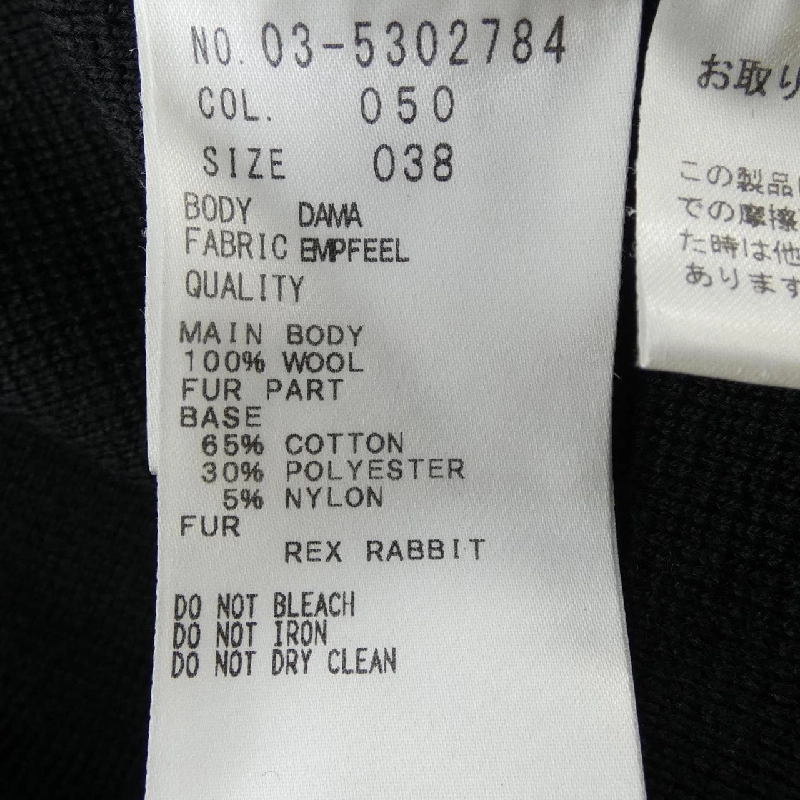 NO. 03-5302784
COL. 050
SIZE 038
BODY DAMA
FABRIC EMPFEEL
QUALITY
MAIN BODY
100% WOOL
FUR PART
BASE
65% COTTON
30% POLYESTER
5% NYLON
FUR
REX RABBIT
DO NOT BLEACH
DO NOT IRON
DO NOT DRY CLEAN
お取り
この製品
での摩擦
た時は他
あります